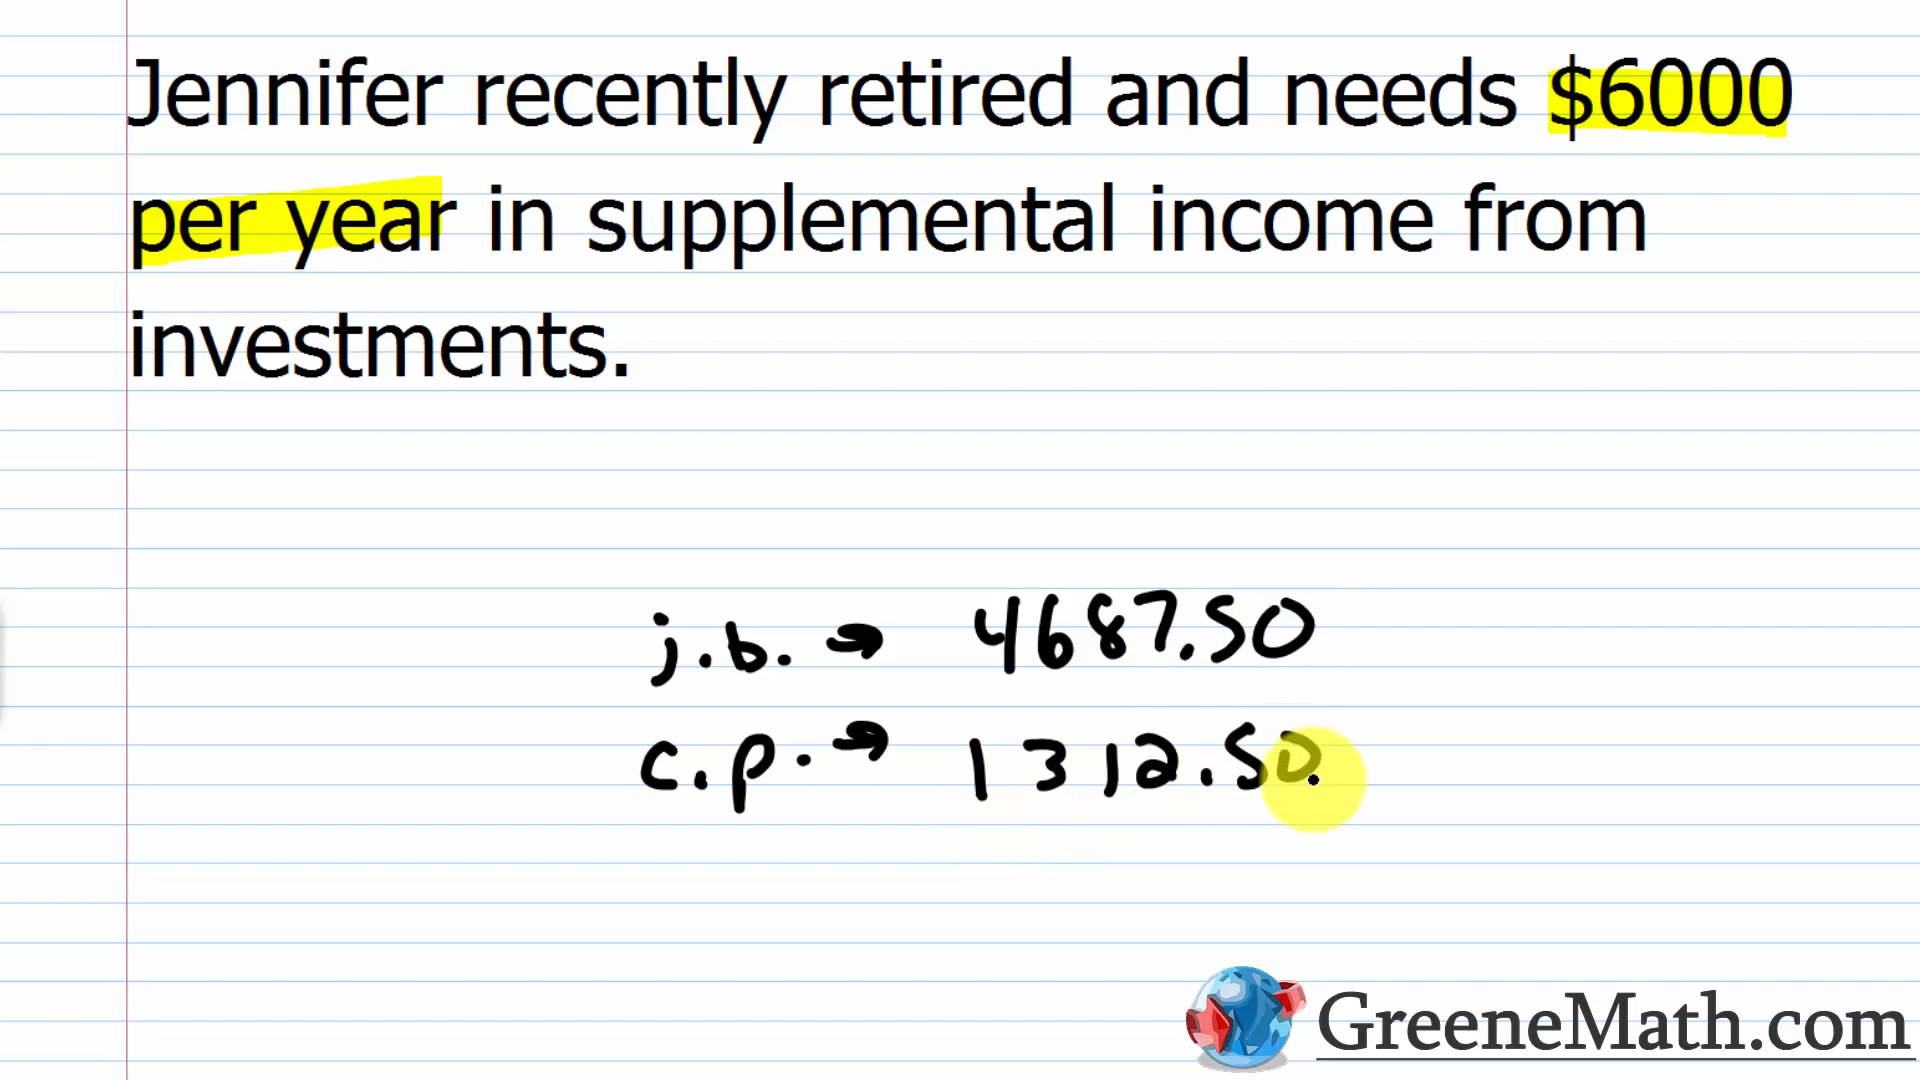 Jennifer recently retired and needs $6000
per year in supplemental income from
investments.
j.b. → 4687.50
c.p. → 1312.50
GreeneMath.com